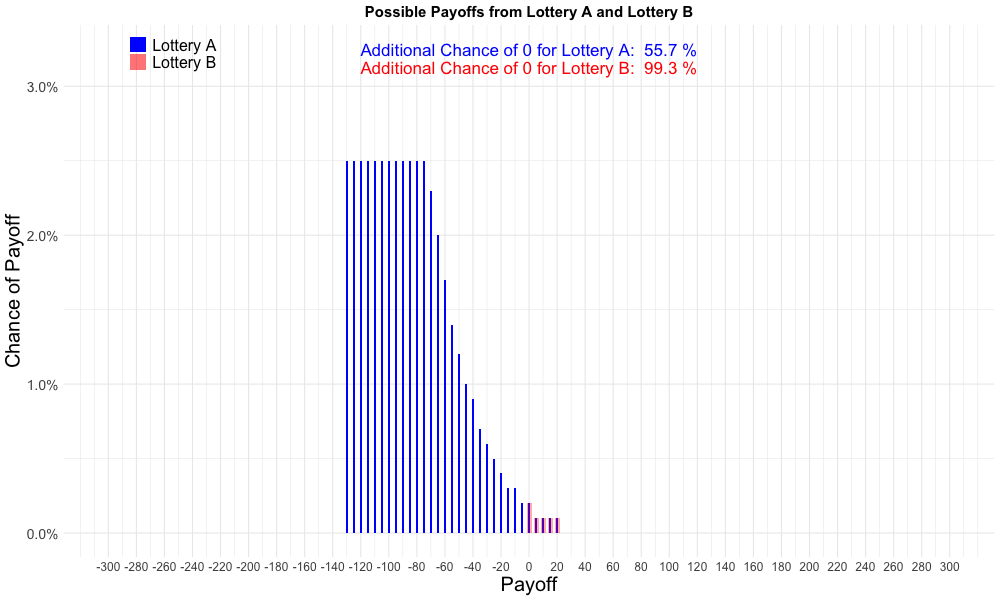 Possible Payoffs from Lottery A and Lottery B
Lottery A
Lottery B
Additional Chance of 0 for Lottery A: 55.7 %
Additional Chance of 0 for Lottery B: 99.3 %
Chance of Payoff
3.0%
2.0%
1.0%
0.0%
-300 -280 -260 -240 -220 -200 -180 -160 -140 -120 -100 -80 -60 -40 -20 0 20 40 60 80 100 120 140 160 180 200 220 240 260 280 300
Payoff